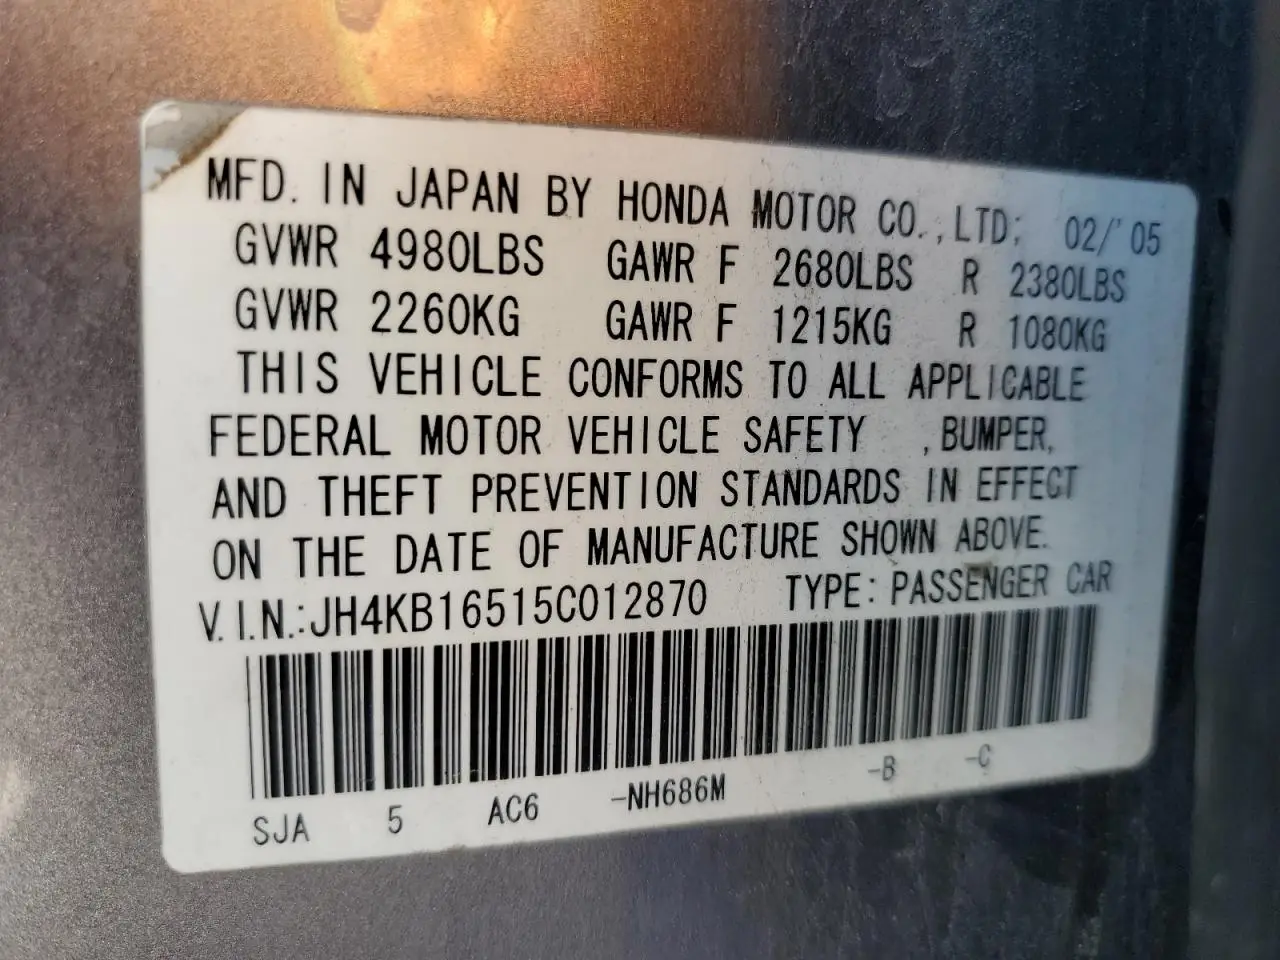 MFD. IN JAPAN BY HONDA MOTOR CO., LTD; 02/'05
GVWR 4980LBS GAWR F 2680LBS R 2380LBS
GVWR 2260KG GAWR F 1215KG R 1080KG
THIS VEHICLE CONFORMS TO ALL APPLICABLE
FEDERAL MOTOR VEHICLE SAFETY , BUMPER,
AND THEFT PREVENTION STANDARDS IN EFFECT
ON THE DATE OF MANUFACTURE SHOWN ABOVE.
V.I.N.:JH4KB16515C012870 TYPE: PASSENGER CAR
SJA 5 AC6 -NH686M -B -C